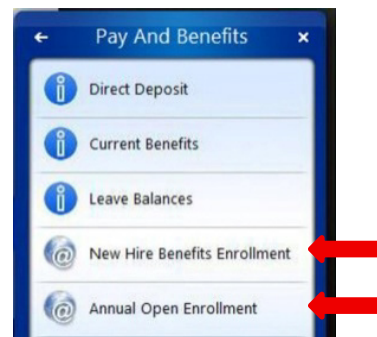 Pay And Benefits
Direct Deposit
Current Benefits
Leave Balances
New Hire Benefits Enrollment
Annual Open Enrollment